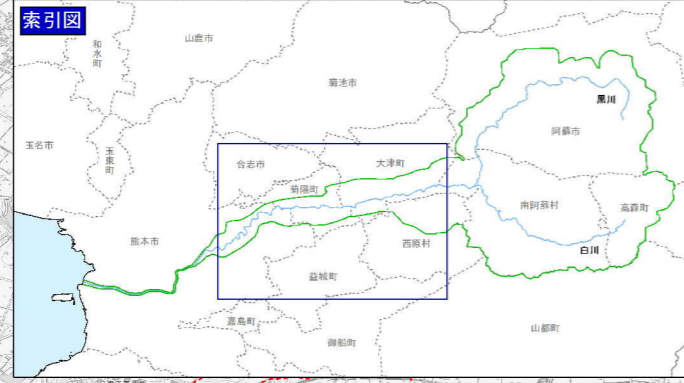 索引図
山鹿市
和水町
菊池市
黒川
阿蘇市
玉名市
玉東町
合志市
大津町
菊陽町
南阿蘇村
高森町
熊本市
西原村
白川
益城町
嘉島町
山都町
御船町